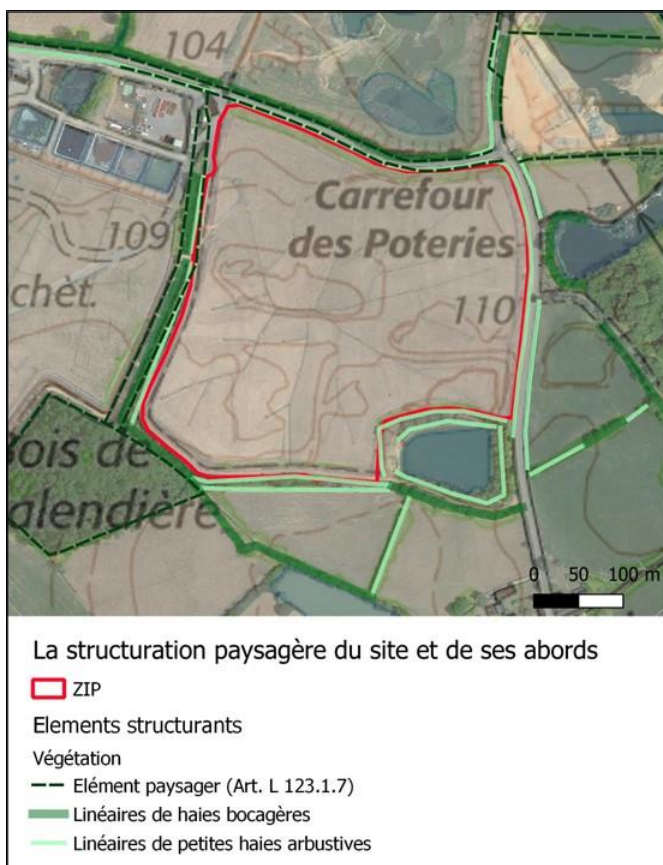 104
Carrefour
des Poteries
109
chèt.
110
Bois de
alendière
0 50 100 m
La structuration paysagère du site et de ses abords
ZIP
Elements structurants
Végétation
Elément paysager (Art. L 123.1.7)
Linéaires de haies bocagères
Linéaires de petites haies arbustives